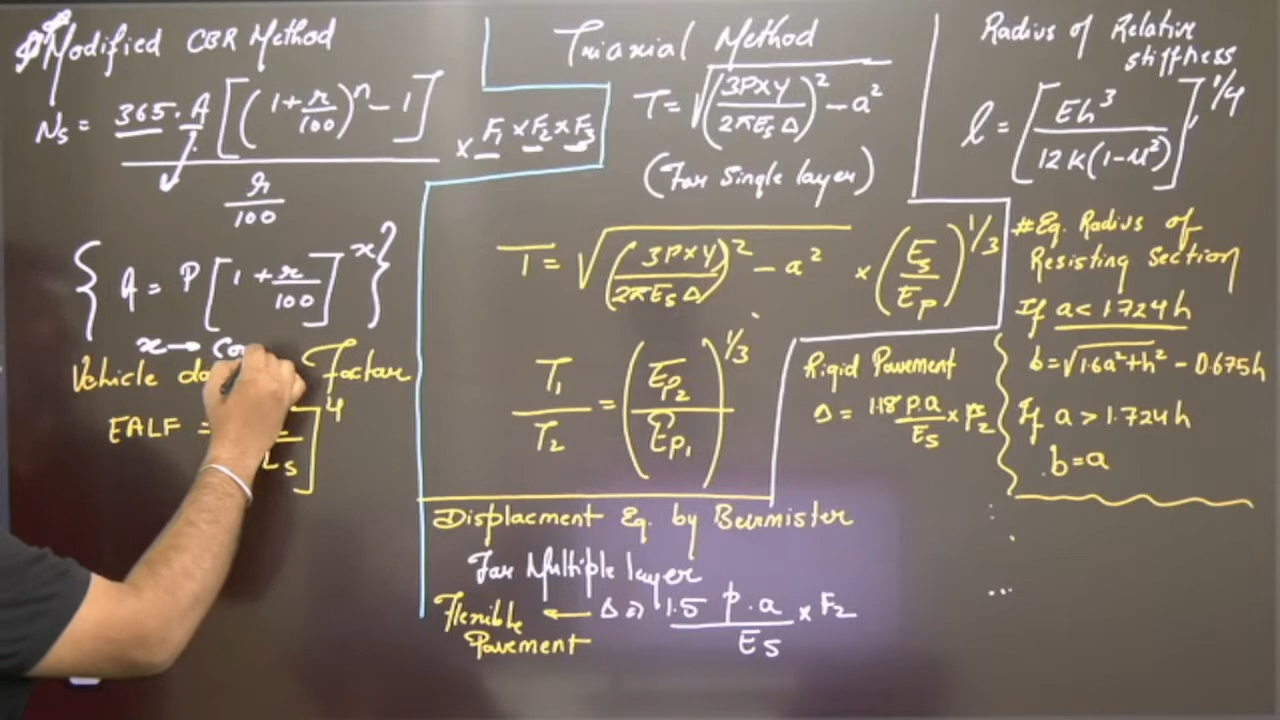 Modified CBR Method
Ns = 365. A [(1+r/100)^n - 1] / (r/100) × F1 × F2 × F3
{ A = P [1 + r/100]^x }
x → Co
Vehicle da Factor
EALF = ]^4
Ls
Triaxial Method
T = √((3P×Y / 2πEsΔ)² - a²)
(For Single layer)
T = √((3P×Y / 2πEsΔ)² - a²) × (Es/Ep)^1/3
T1/T2 = (Ep2/Ep1)^1/3
Rigid Pavement
Δ = 1.18 p.a / Es × F2
Displacment Eq. by Burmister
For Multiple layer
Flexible Pavement ← Δ ⇒ 1.5 p.a / Es × F2
Radius of Relative
stiffness
l = [Eh³ / 12K(1-μ²)]^1/4
# Eq. Radius of
Resisting Section
If a < 1.724h
b = √1.6a²+h² - 0.675h
If a > 1.724h
b=a